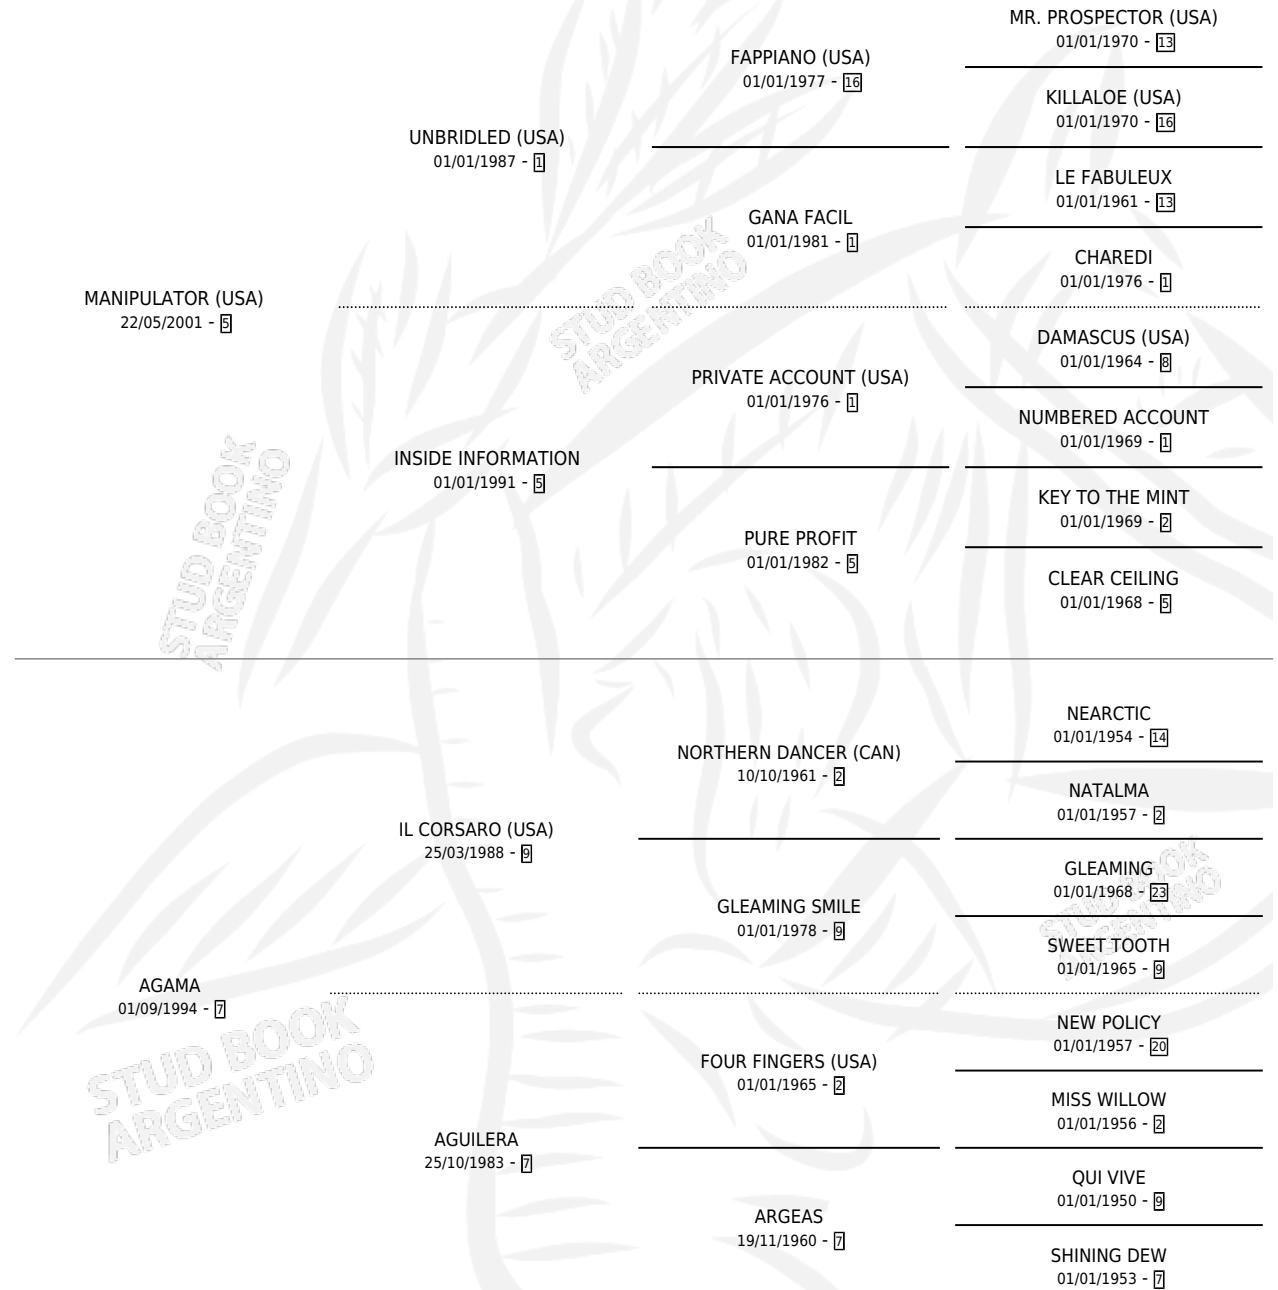 MR. PROSPECTOR (USA)
01/01/1970 - 13
FAPPIANO (USA)
01/01/1977 - 16
KILLALOE (USA)
01/01/1970 - 16
UNBRIDLED (USA)
01/01/1987 - 1
LE FABULEUX
01/01/1961 - 13
GANA FACIL
01/01/1981 - 1
CHAREDI
01/01/1976 - 1
MANIPULATOR (USA)
22/05/2001 - 5
DAMASCUS (USA)
01/01/1964 - 8
PRIVATE ACCOUNT (USA)
01/01/1976 - 1
NUMBERED ACCOUNT
01/01/1969 - 1
INSIDE INFORMATION
01/01/1991 - 5
KEY TO THE MINT
01/01/1969 - 2
PURE PROFIT
01/01/1982 - 5
CLEAR CEILING
01/01/1968 - 5
NEARCTIC
01/01/1954 - 14
NORTHERN DANCER (CAN)
10/10/1961 - 2
NATALMA
01/01/1957 - 2
IL CORSARO (USA)
25/03/1988 - 9
GLEAMING
01/01/1968 - 23
GLEAMING SMILE
01/01/1978 - 9
SWEET TOOTH
01/01/1965 - 9
AGAMA
01/09/1994 - 7
NEW POLICY
01/01/1957 - 20
FOUR FINGERS (USA)
01/01/1965 - 2
MISS WILLOW
01/01/1956 - 2
AGUILERA
25/10/1983 - 7
QUI VIVE
01/01/1950 - 9
ARGEAS
19/11/1960 - 7
SHINING DEW
01/01/1953 - 7
STUD BOOK
ARGENTINO
STUD BOOK
ARGENTINO
STUD BOOK
ARGENTINO
STUD BOOK
ARGENTINO